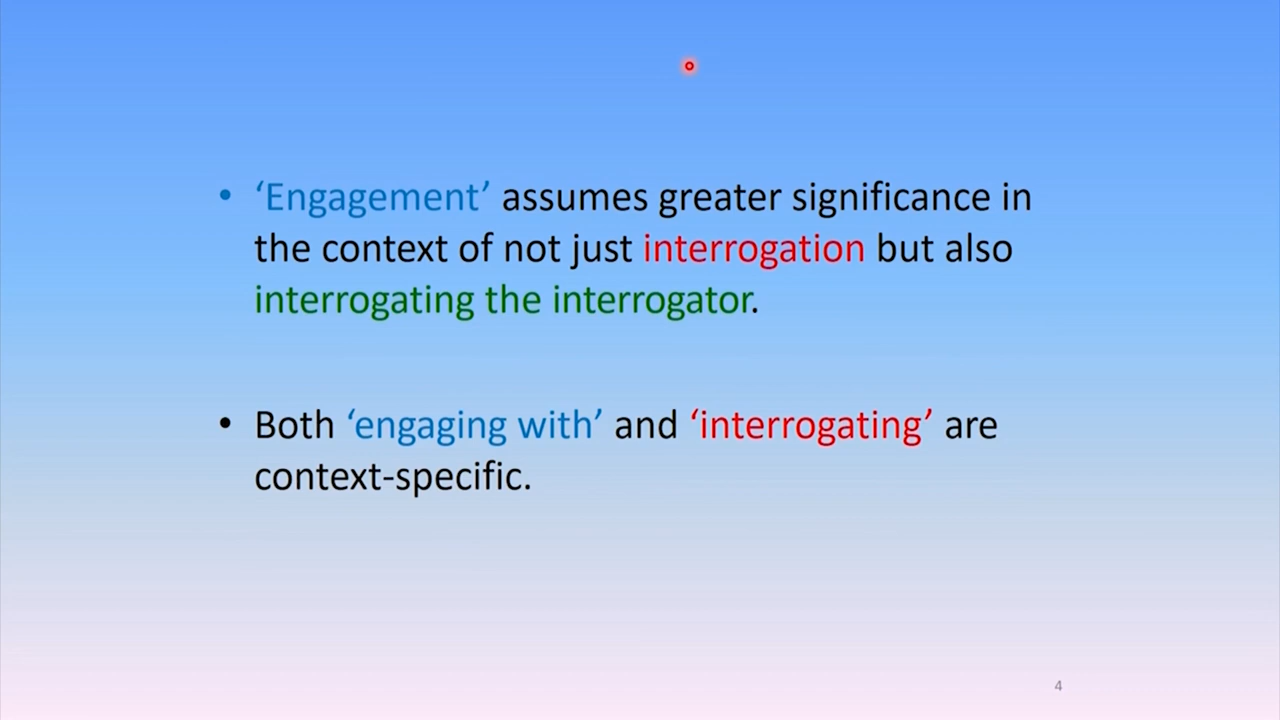 • ‘Engagement’ assumes greater significance in
the context of not just interrogation but also
interrogating the interrogator.
• Both ‘engaging with’ and ‘interrogating’ are
context-specific.
4